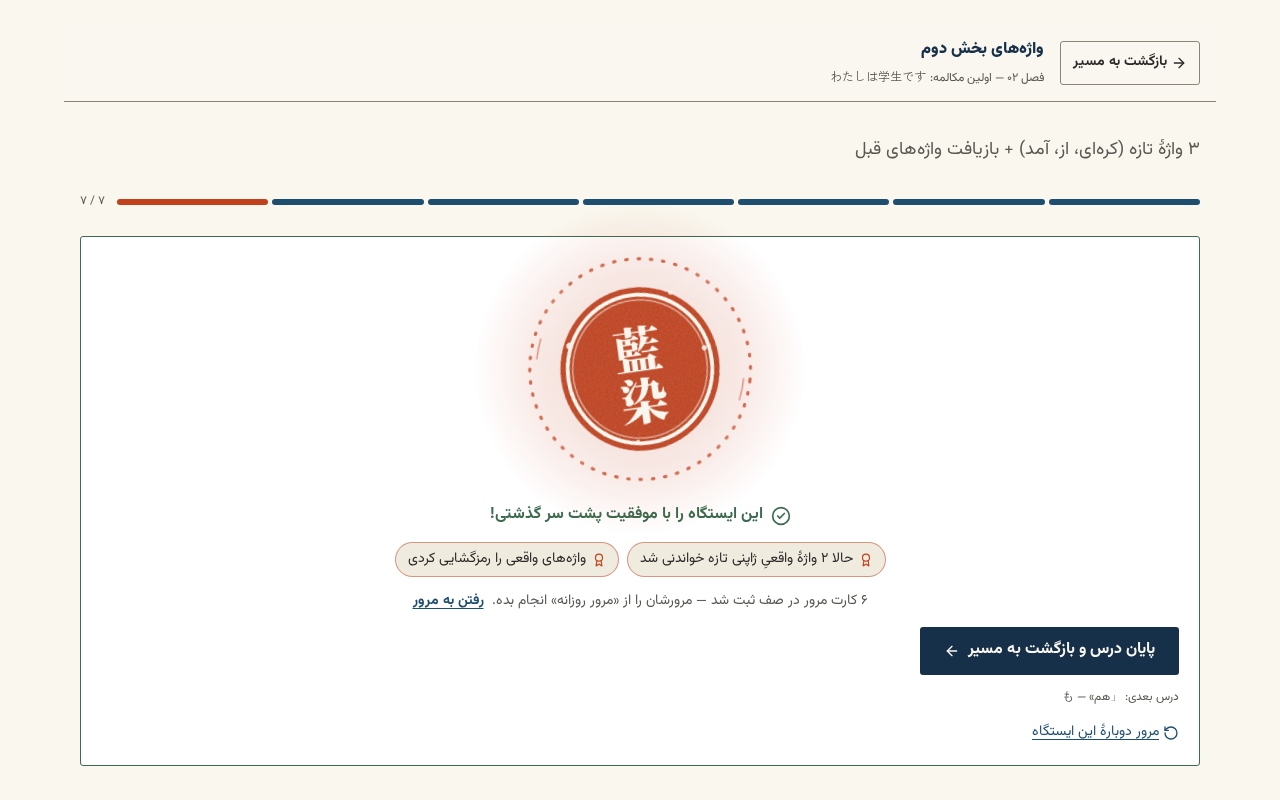 بازگشت به مسیر
واژه‌های بخش دوم
فصل ۰۲ — اولین مکالمه: わたしは学生です
۳ واژهٔ تازه (کره‌ای، از، آمد) + بازیافت واژه‌های قبل
۷ / ۷
藍染
این ایستگاه را با موفقیت پشت سر گذشتی!
حالا ۲ واژهٔ واقعیِ ژاپنی تازه خواندنی شد
واژه‌های واقعی را رمزگشایی کردی
۶ کارت مرور در صف ثبت شد — مرورشان را از «مرور روزانه» انجام بده. رفتن به مرور
پایان درس و بازگشت به مسیر
درس بعدی: 」هم» — も
مرور دوبارهٔ این ایستگاه